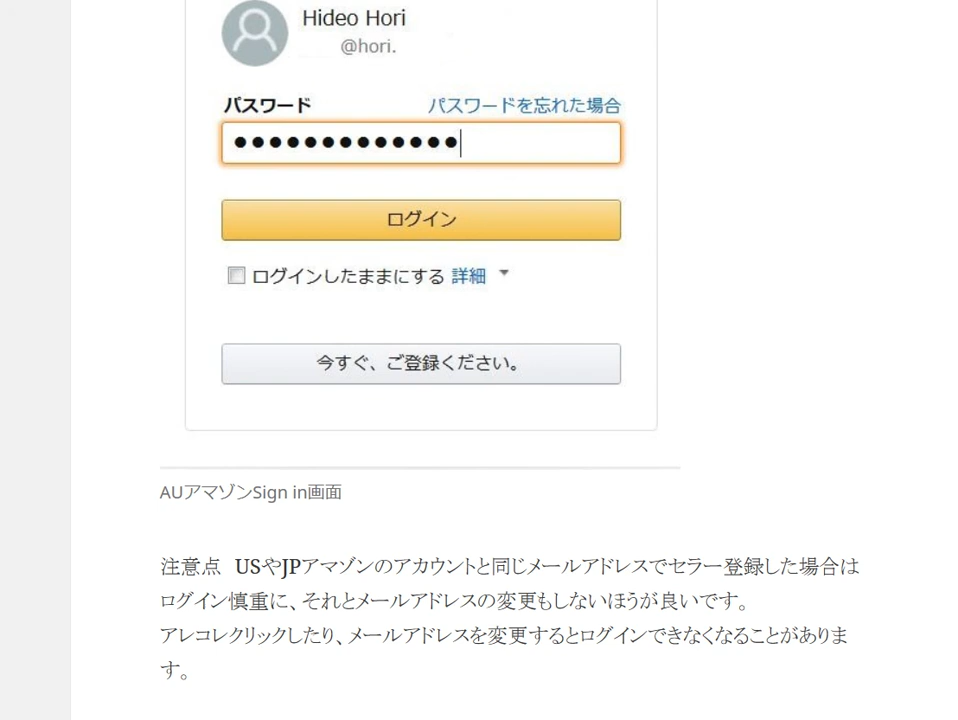 Hideo Hori
@hori.
パスワード パスワードを忘れた場合
●●●●●●●●●●●●●
ログイン
ログインしたままにする 詳細
今すぐ、ご登録ください。
AUアマゾンSign in画面
注意点 USやJPアマゾンのアカウントと同じメールアドレスでセラー登録した場合は
ログイン慎重に、それとメールアドレスの変更もしないほうが良いです。
アレコレクリックしたり、メールアドレスを変更するとログインできなくなることがありま
す。